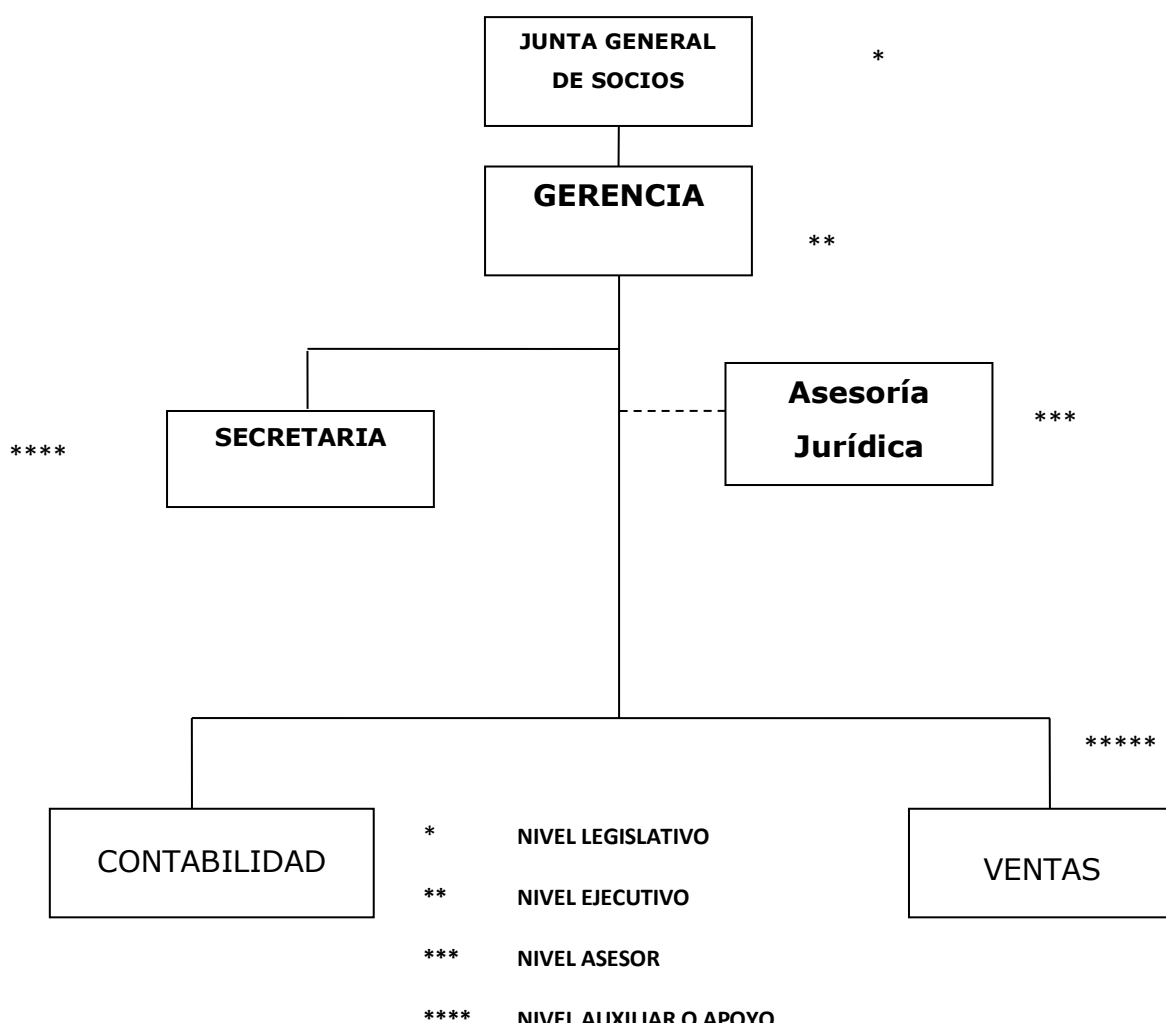 JUNTA GENERAL
DE SOCIOS
*
GERENCIA
**
Asesoría
Jurídica
***
SECRETARIA
****
*****
CONTABILIDAD
VENTAS
* NIVEL LEGISLATIVO
** NIVEL EJECUTIVO
*** NIVEL ASESOR
**** NIVEL AUXILIAR O APOYO